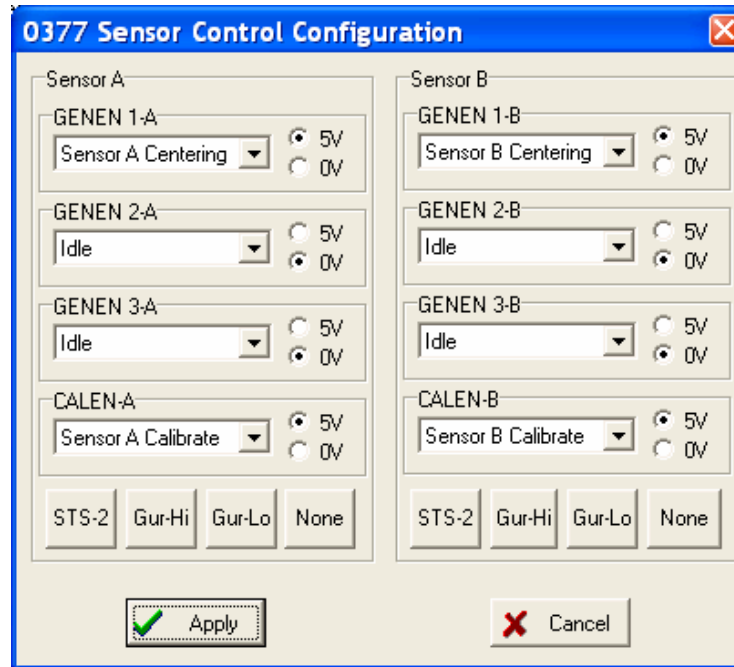 0377 Sensor Control Configuration
Sensor A
GENEN 1-A
Sensor A Centering
5V
0V
GENEN 2-A
Idle
5V
0V
GENEN 3-A
Idle
5V
0V
CALEN-A
Sensor A Calibrate
5V
0V
STS-2 Gur-Hi Gur-Lo None
Sensor B
GENEN 1-B
Sensor B Centering
5V
0V
GENEN 2-B
Idle
5V
0V
GENEN 3-B
Idle
5V
0V
CALEN-B
Sensor B Calibrate
5V
0V
STS-2 Gur-Hi Gur-Lo None
Apply Cancel